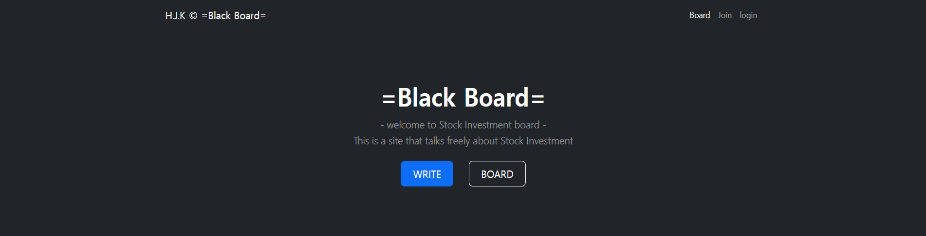 H.J.K © =Black Board=
Board Join login
=Black Board=
- welcome to Stock Investment board -
This is a site that talks freely about Stock Investment
WRITE BOARD